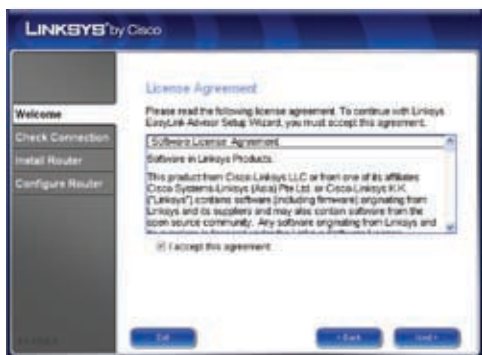 LINKSYS by Cisco
License Agreement
Welcome
Please read the following license agreement. To continue with Linksys
EasyLink Advisor Setup Wizard, you must accept this agreement.
Check Connection
Software License Agreement
Install Router
Software in Linksys Products:
Configure Router
This product from Cisco-Linksys LLC or from one of its affiliates
Cisco Systems-Linksys (Asia) Pte Ltd. or Cisco-Linksys K.K.
("Linksys") contains software (including firmware) originating from
Linksys and its suppliers and may also contain software from the
open source community. Any software originating from Linksys and
I accept this agreement
Exit
‹ Back
Next ›